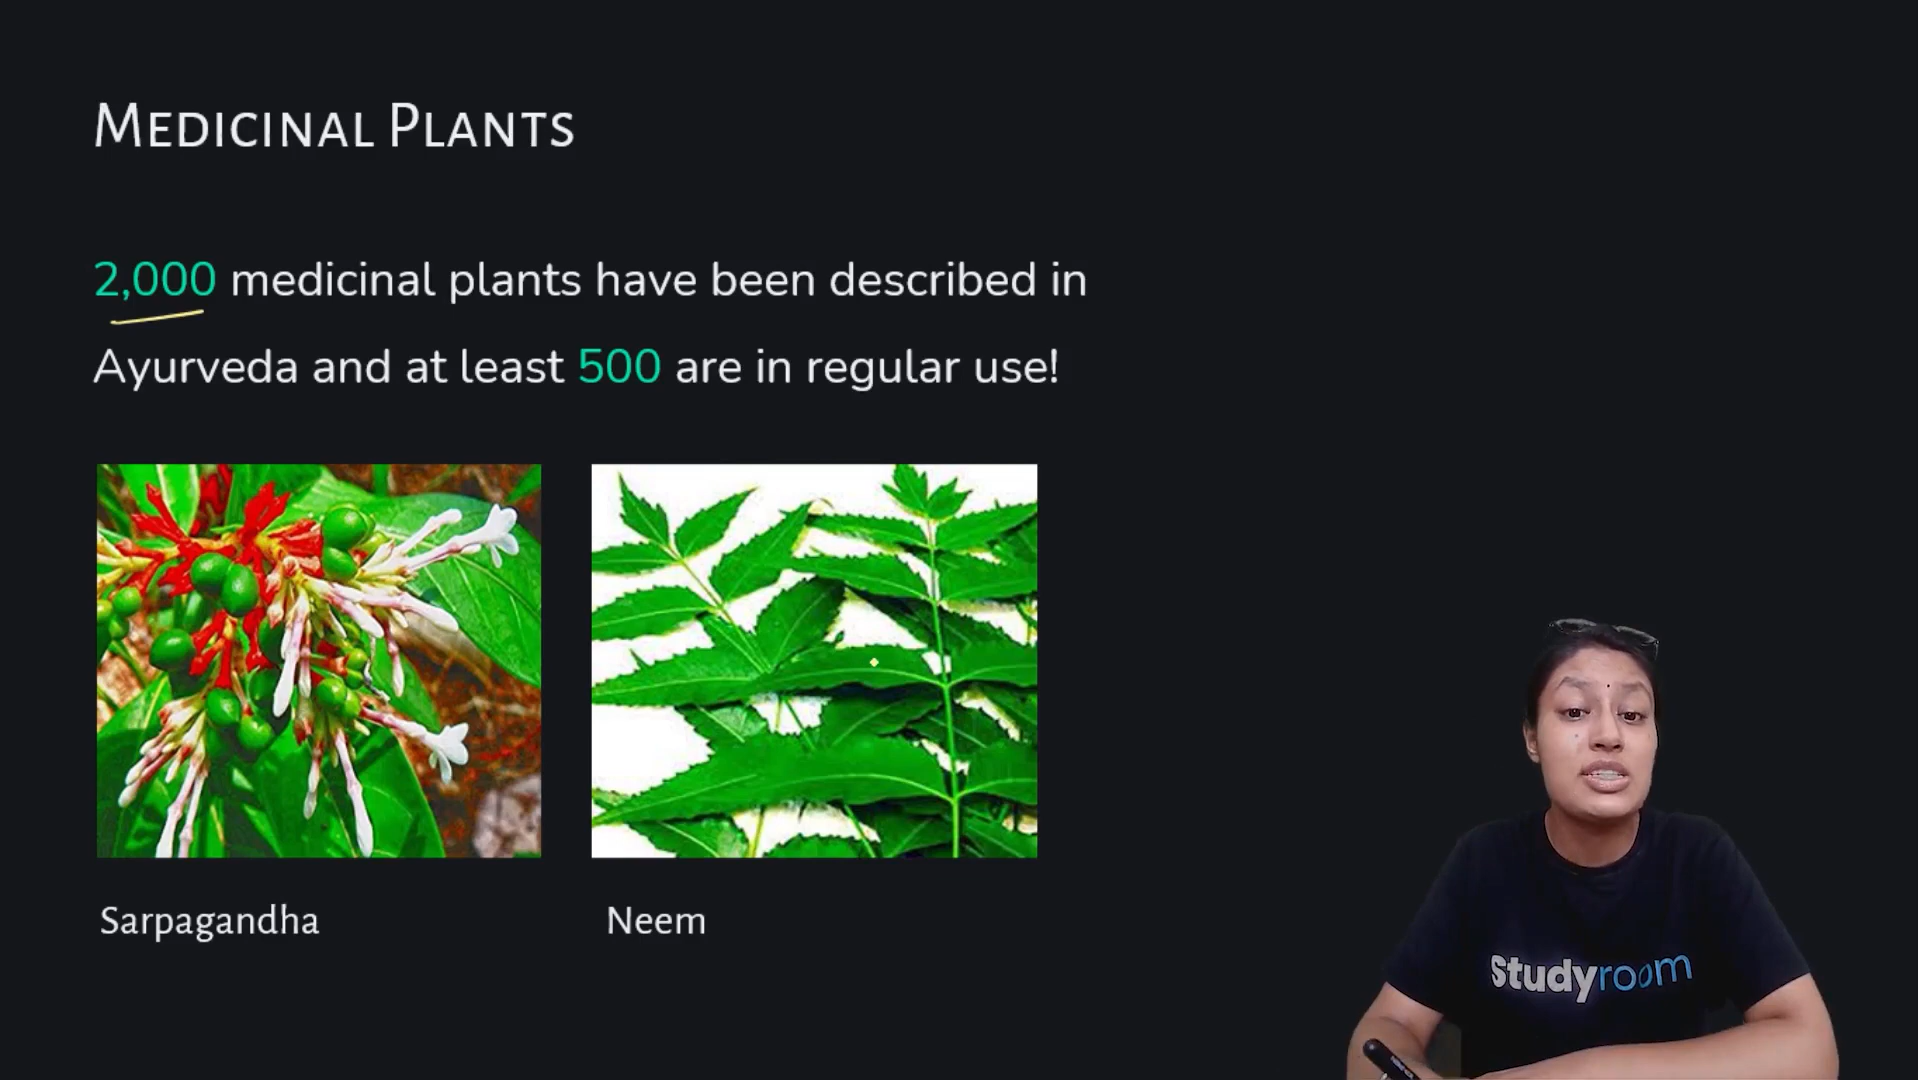 Medicinal Plants
2,000 medicinal plants have been described in
Ayurveda and at least 500 are in regular use!
Sarpagandha
Neem
Studyroom